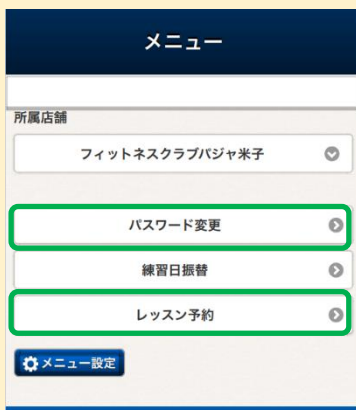 メニュー
所属店舗
フィットネスクラブパジャ米子
パスワード変更
練習日振替
レッスン予約
メニュー設定